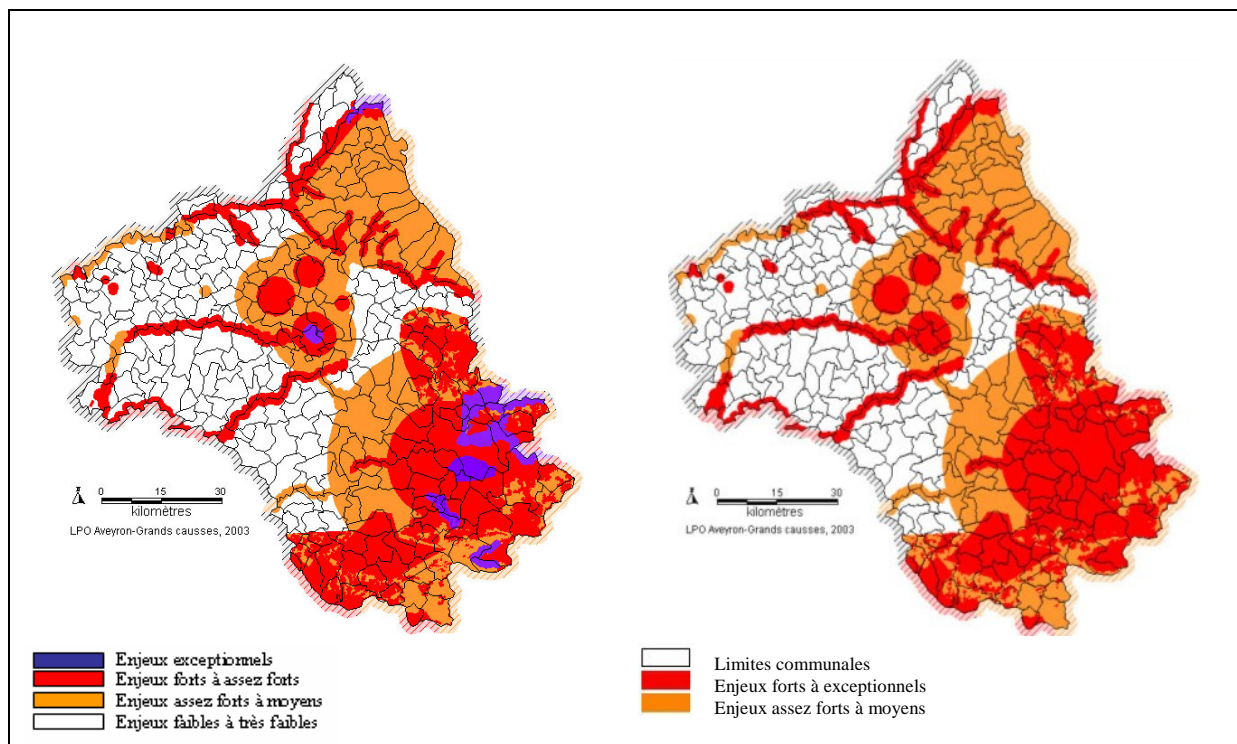 0 15 30
kilomètres
LPO Aveyron-Grands causses, 2003
Enjeux exceptionnels
Enjeux forts à assez forts
Enjeux assez forts à moyens
Enjeux faibles à très faibles
0 15 30
kilomètres
LPO Aveyron-Grands causses, 2003
Limites communales
Enjeux forts à exceptionnels
Enjeux assez forts à moyens